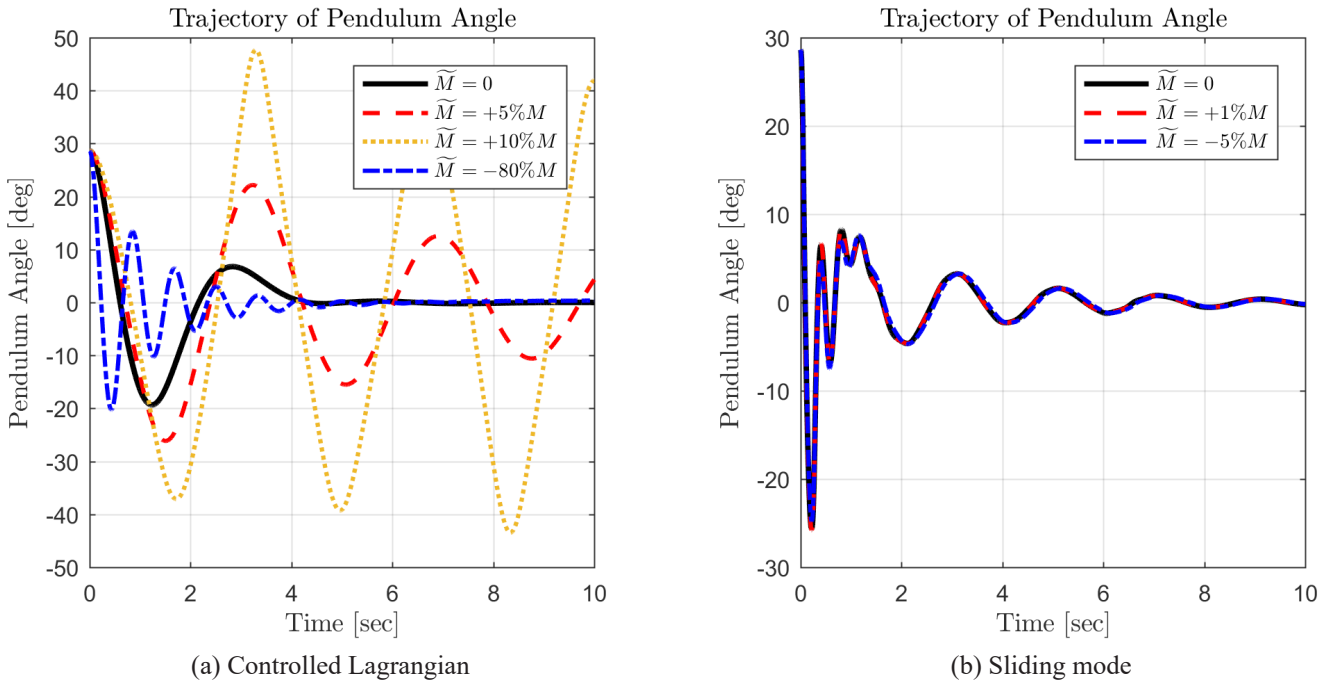 Trajectory of Pendulum Angle
Pendulum Angle [deg]
50
40
30
20
10
0
-10
-20
-30
-40
-50
M̃ = 0
M̃ = +5%M
M̃ = +10%M
M̃ = −80%M
0 2 4 6 8 10
Time [sec]
(a) Controlled Lagrangian
Trajectory of Pendulum Angle
Pendulum Angle [deg]
30
20
10
0
-10
-20
-30
M̃ = 0
M̃ = +1%M
M̃ = −5%M
0 2 4 6 8 10
Time [sec]
(b) Sliding mode